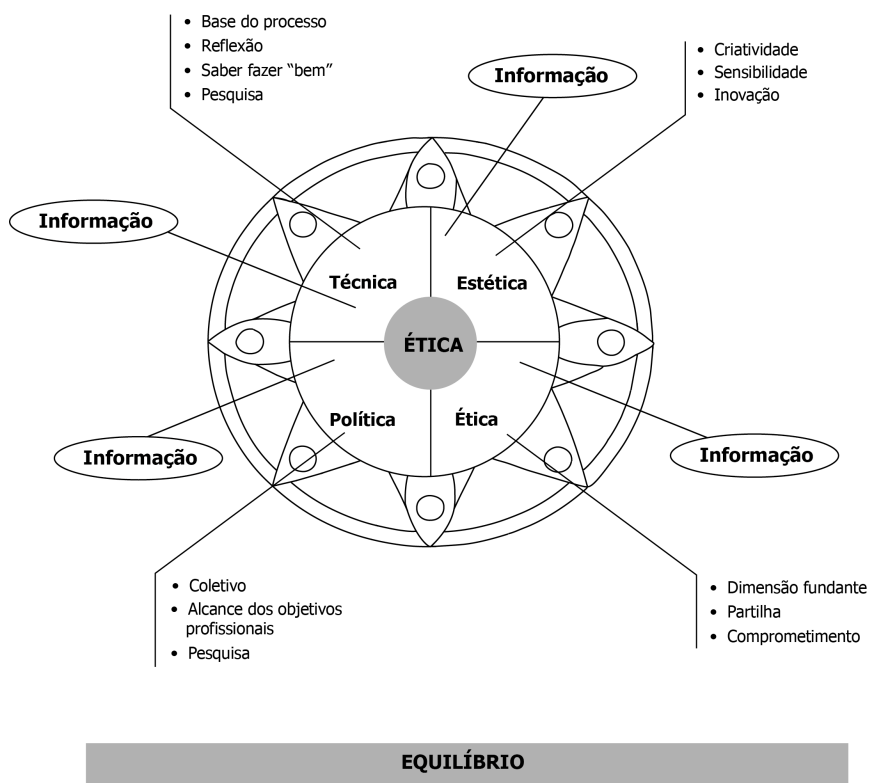 • Base do processo
• Reflexão
• Saber fazer “bem”
• Pesquisa
Informação
• Criatividade
• Sensibilidade
• Inovação
Informação
Técnica
Estética
ÉTICA
Política
Ética
Informação
Informação
• Coletivo
• Alcance dos objetivos
profissionais
• Pesquisa
• Dimensão fundante
• Partilha
• Comprometimento
EQUILÍBRIO